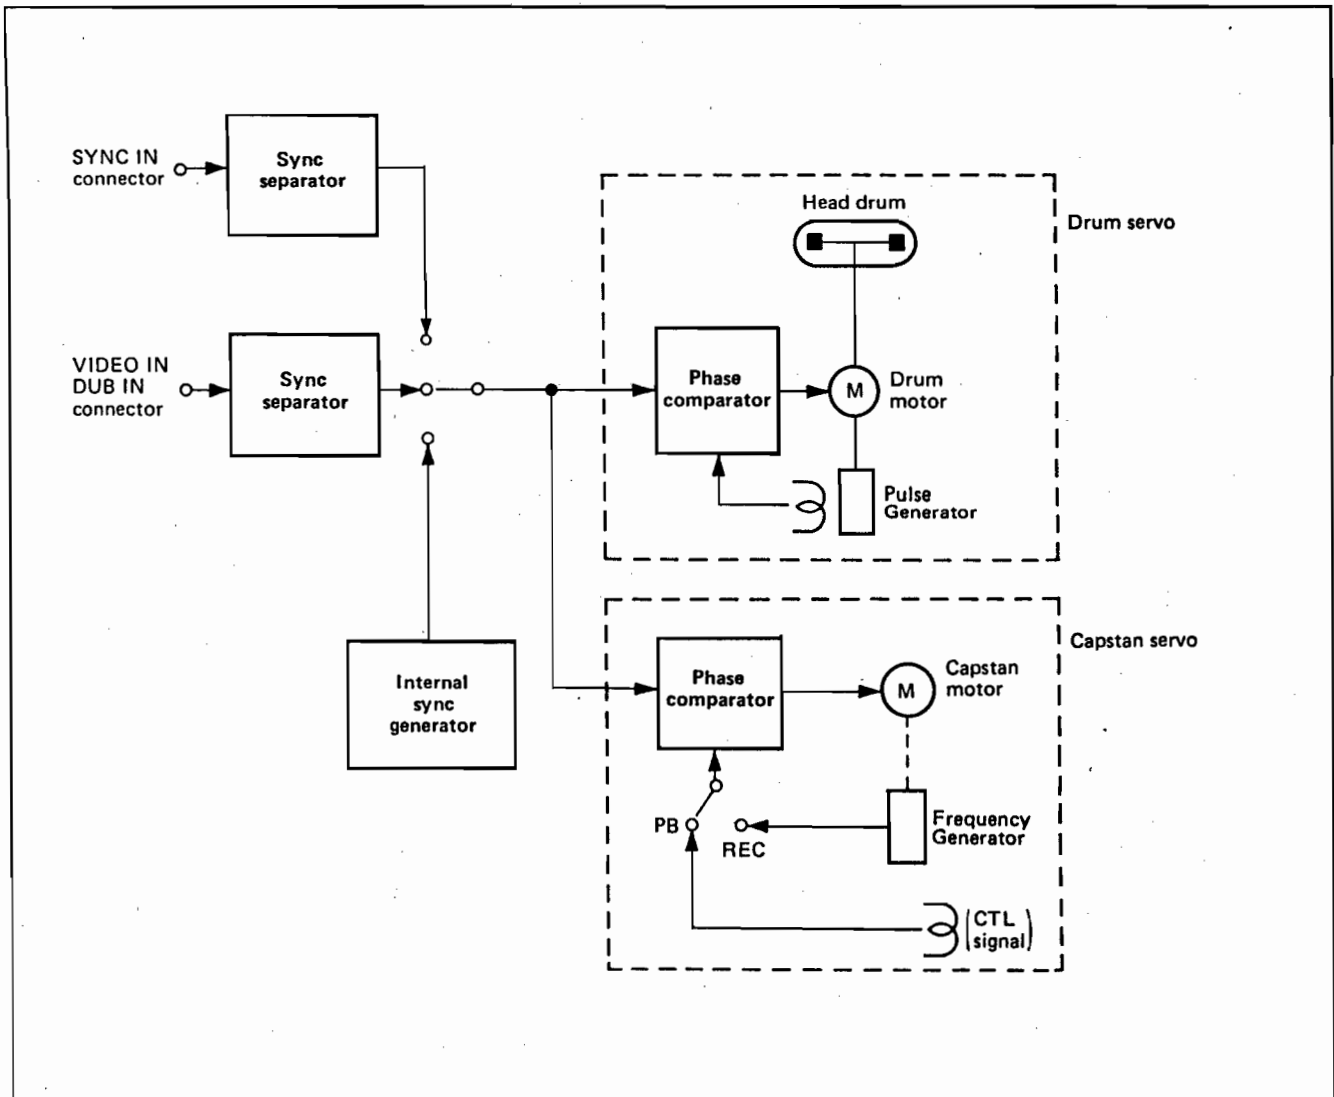 SYNC IN
connector
Sync
separator
VIDEO IN
DUB IN
connector
Sync
separator
Internal
sync
generator
Drum servo
Head drum
Phase
comparator
M
Drum
motor
Pulse
Generator
Capstan servo
Phase
comparator
M
Capstan
motor
PB
REC
Frequency
Generator
(CTL
signal)